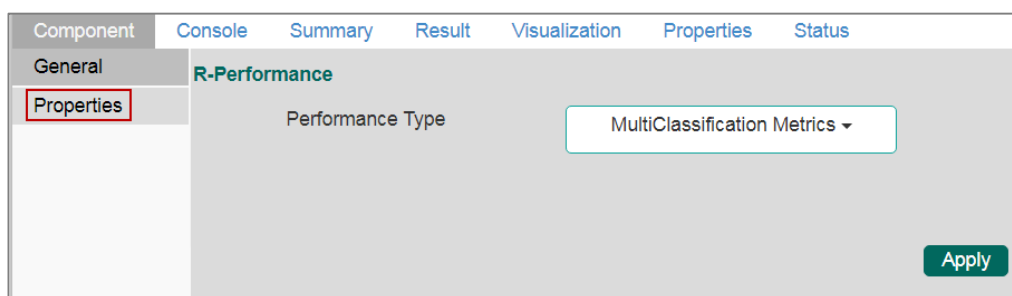 Component Console Summary Result Visualization Properties Status
General
R-Performance
Properties
Performance Type
MultiClassification Metrics
Apply